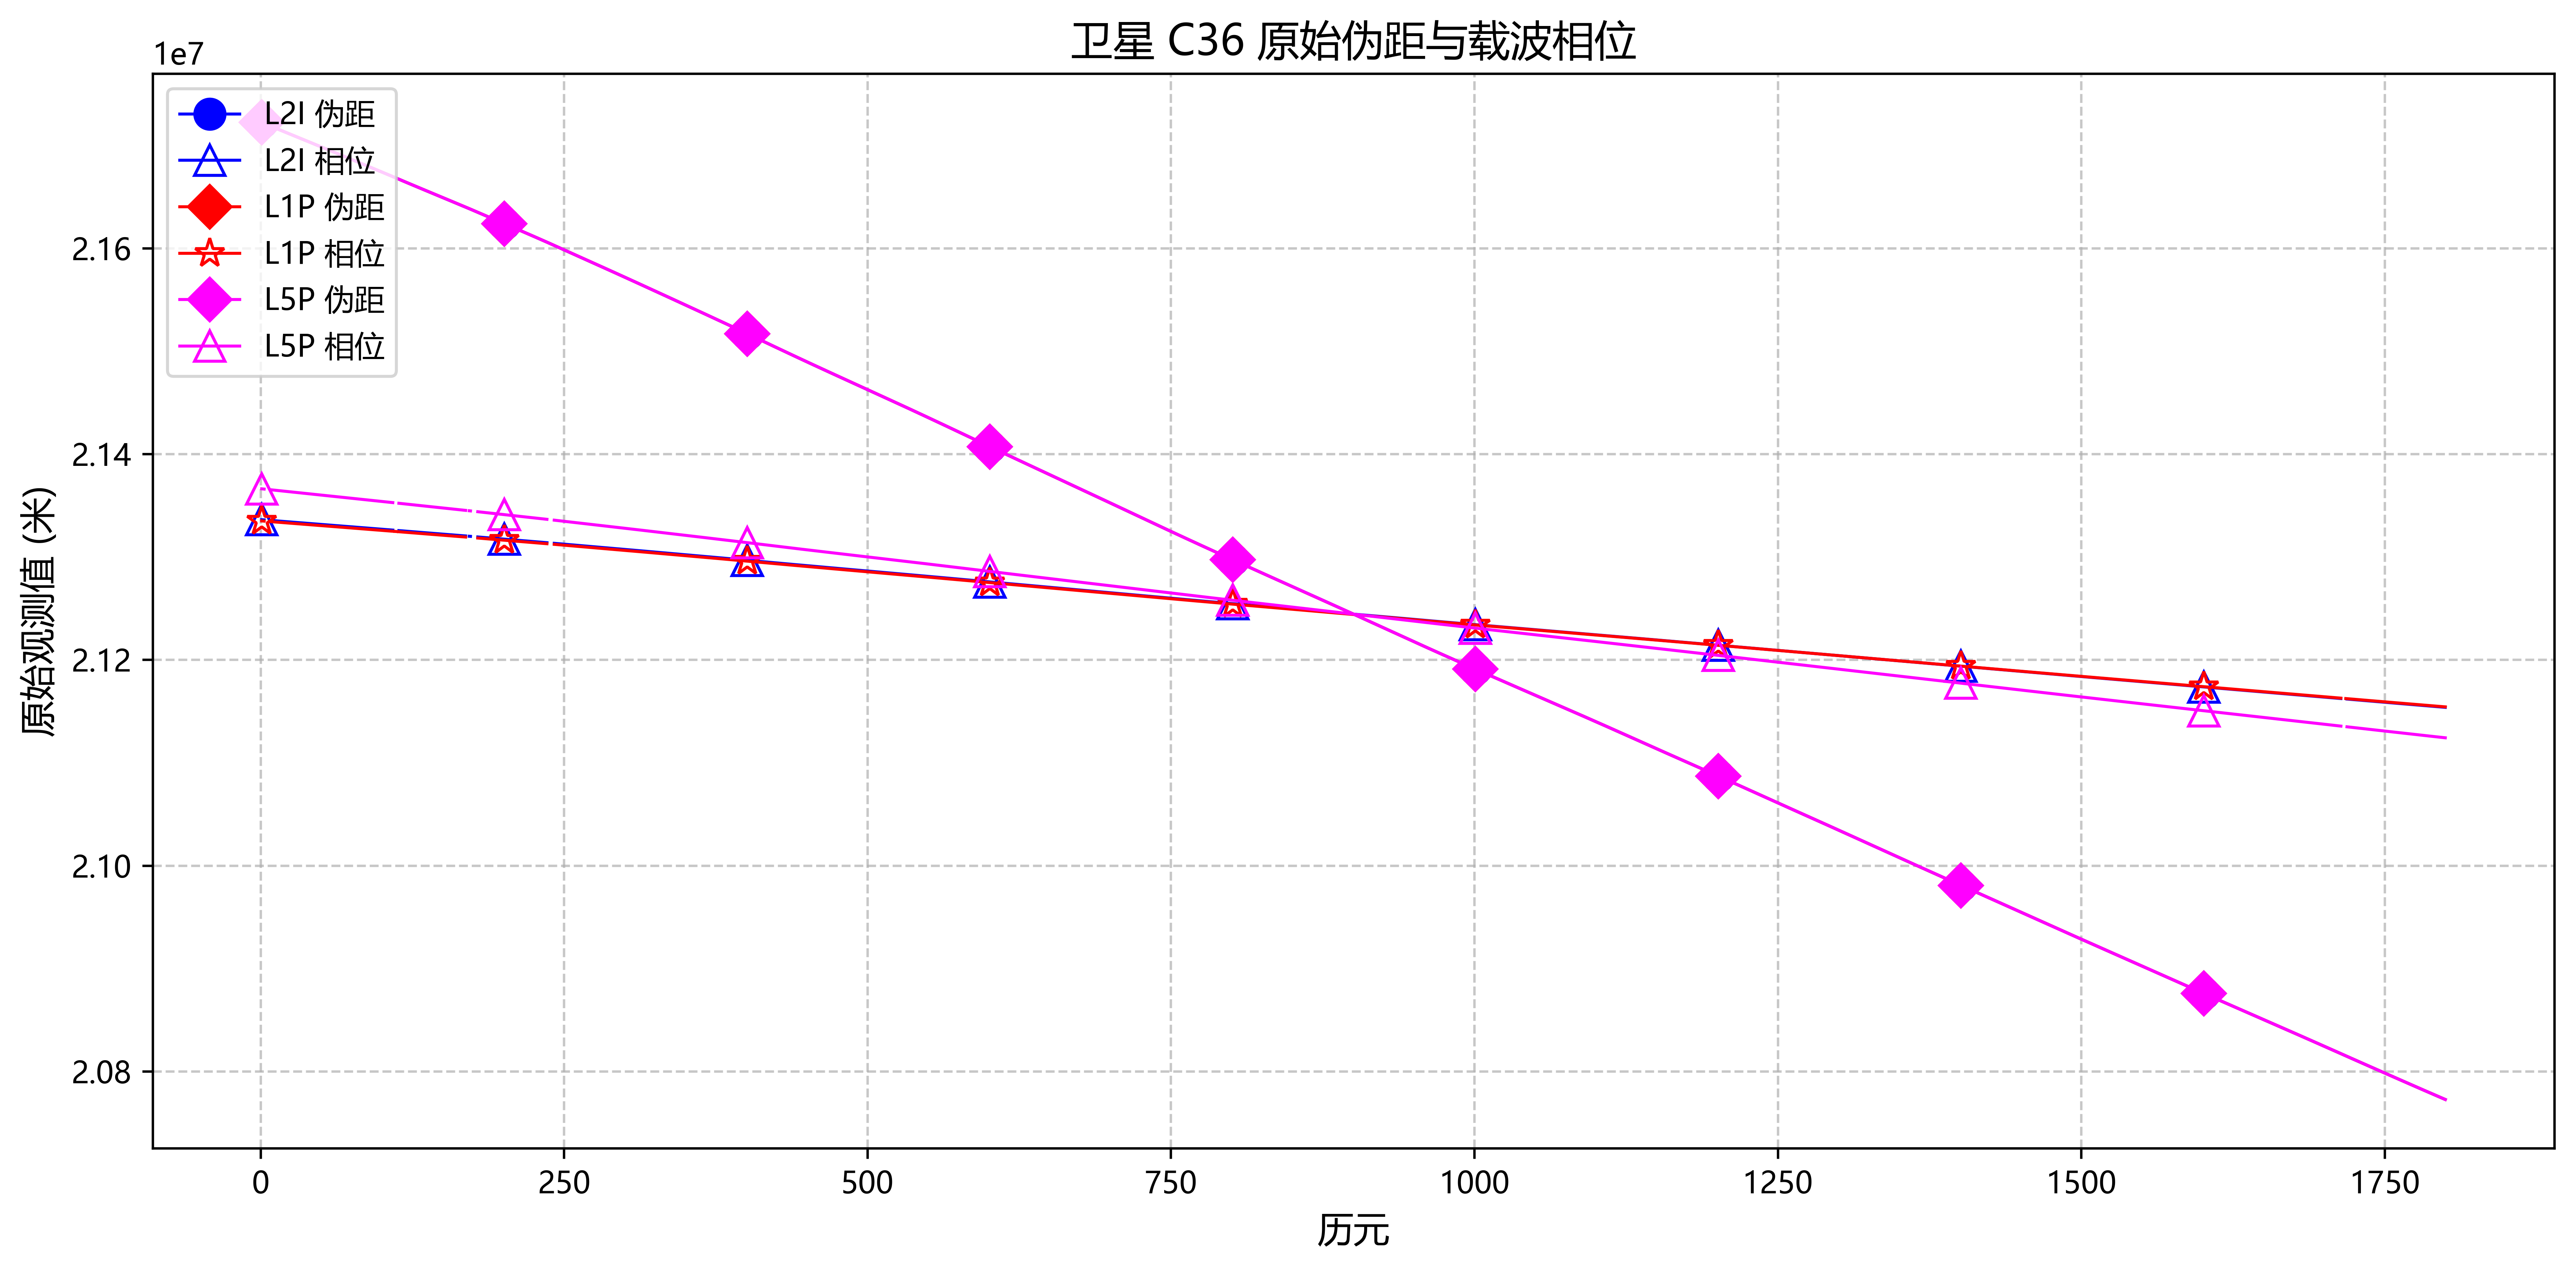 卫星 C36 原始伪距与载波相位
1e7
L2I 伪距
L2I 相位
L1P 伪距
L1P 相位
L5P 伪距
L5P 相位
2.16
2.14
2.12
2.10
2.08
原始观测值 (米)
0 250 500 750 1000 1250 1500 1750
历元